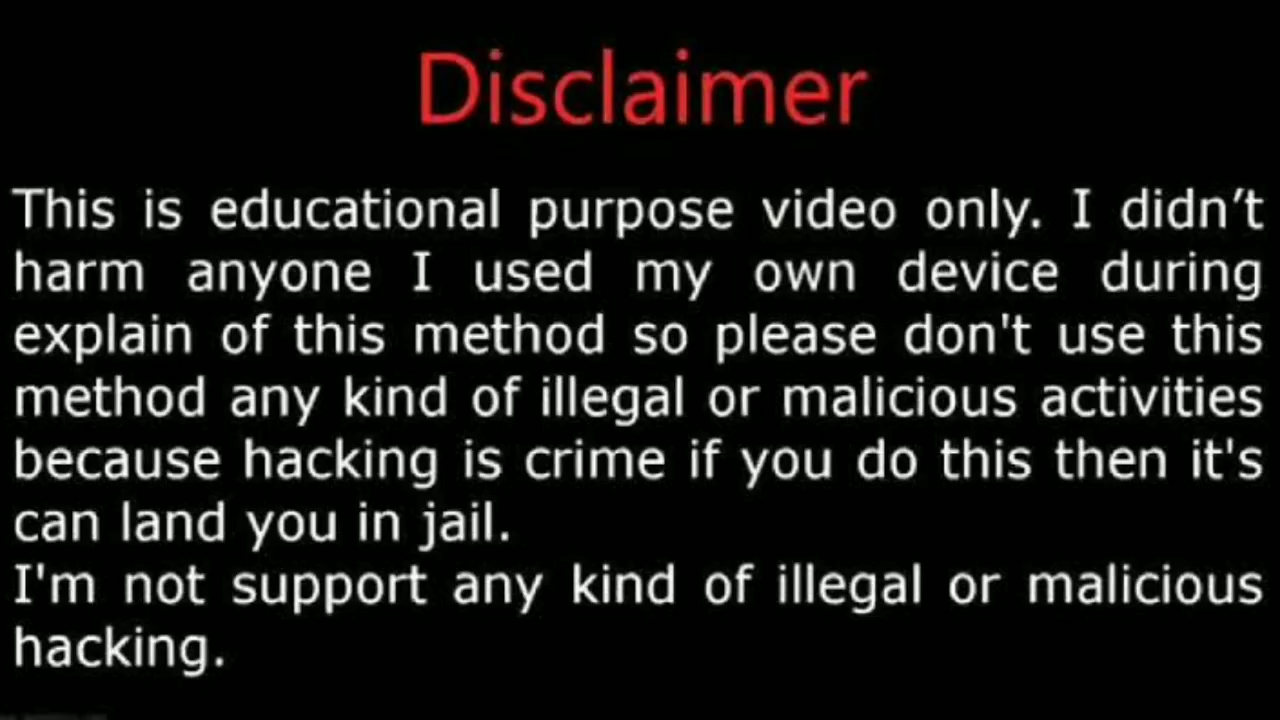 Disclaimer
This is educational purpose video only. I didn’t
harm anyone I used my own device during
explain of this method so please don't use this
method any kind of illegal or malicious activities
because hacking is crime if you do this then it's
can land you in jail.
I'm not support any kind of illegal or malicious
hacking.